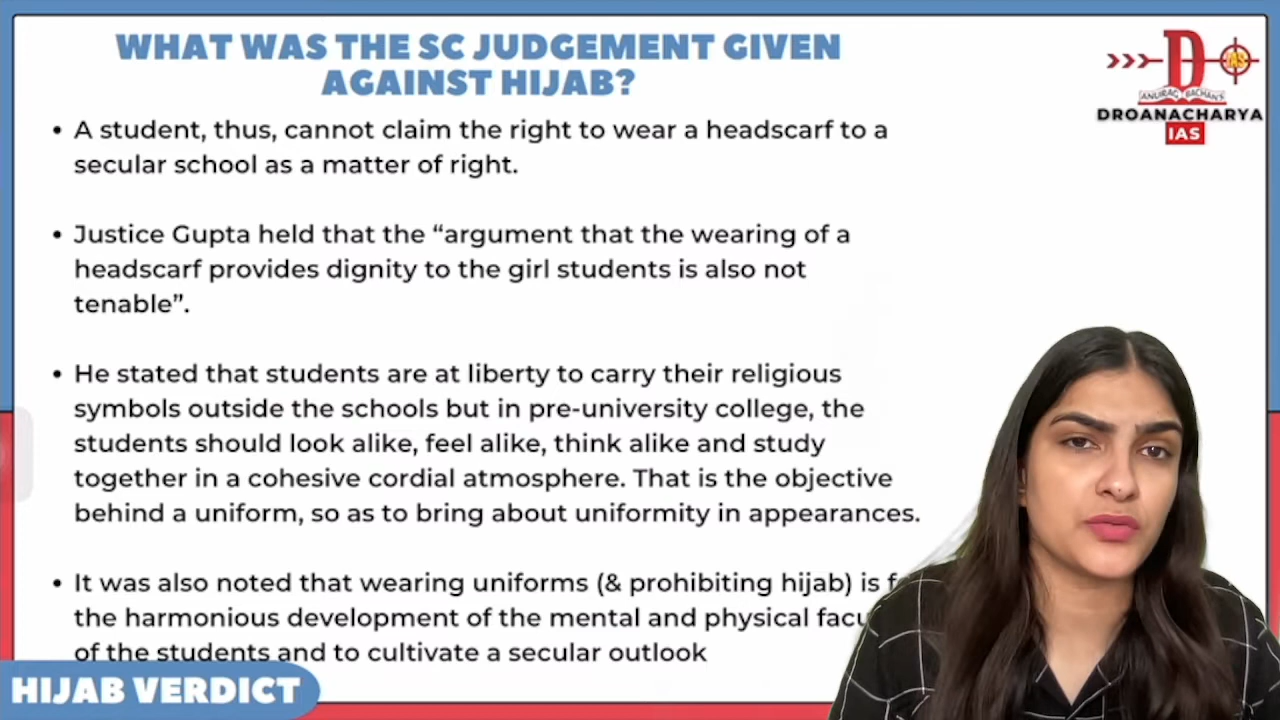 WHAT WAS THE SC JUDGEMENT GIVEN
AGAINST HIJAB?
D
IAS
ANURAG BACHAN'S
DRONACHARYA
IAS
• A student, thus, cannot claim the right to wear a headscarf to a
secular school as a matter of right.
• Justice Gupta held that the “argument that the wearing of a
headscarf provides dignity to the girl students is also not
tenable”.
• He stated that students are at liberty to carry their religious
symbols outside the schools but in pre-university college, the
students should look alike, feel alike, think alike and study
together in a cohesive cordial atmosphere. That is the objective
behind a uniform, so as to bring about uniformity in appearances.
• It was also noted that wearing uniforms (& prohibiting hijab) is
the harmonious development of the mental and physical
of the students and to cultivate a secular outlook
HIJAB VERDICT